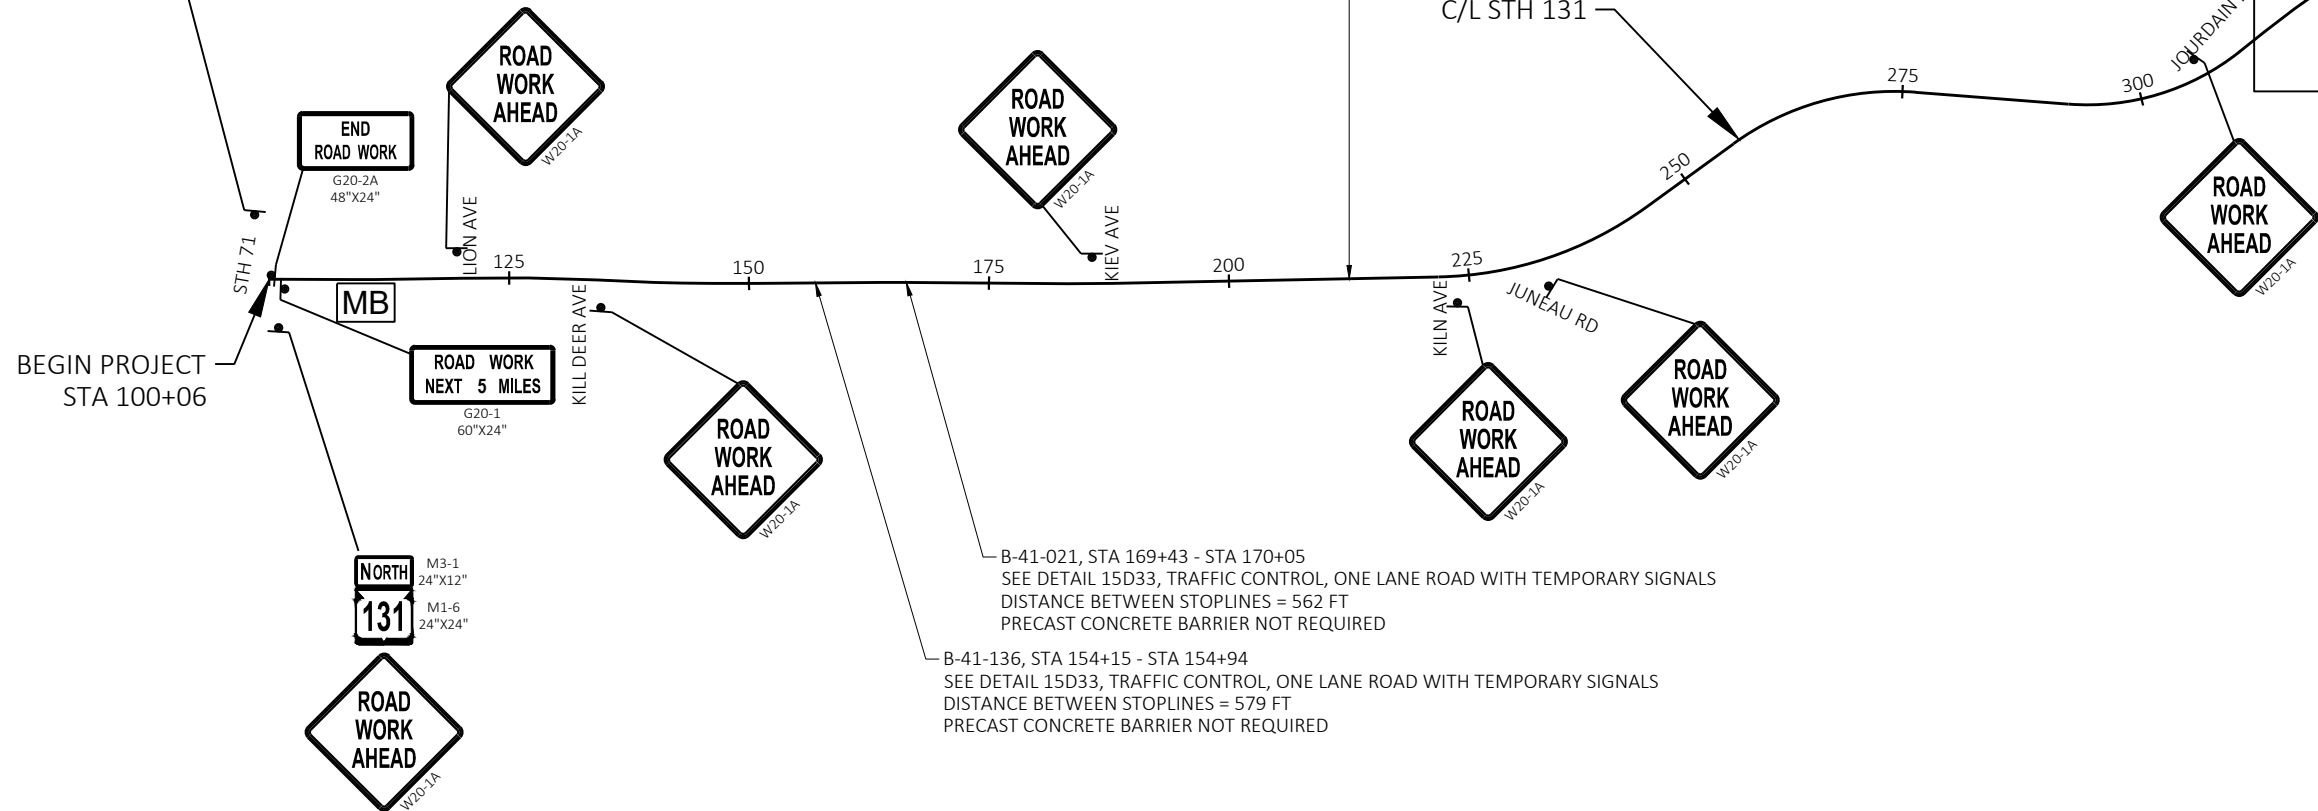 C/L STH 131
JOURDAIN
ROAD
WORK
AHEAD
W20-1A
END
ROAD WORK
G20-2A
48"X24"
ROAD
WORK
AHEAD
W20-1A
275
300
250
ROAD
WORK
AHEAD
W20-1A
STH 71
LION AVE
KIEV AVE
125
150
175
200
225
MB
KILL DEER AVE
KILN AVE
JUNEAU RD
BEGIN PROJECT
STA 100+06
ROAD WORK
NEXT 5 MILES
G20-1
60"X24"
ROAD
WORK
AHEAD
W20-1A
ROAD
WORK
AHEAD
W20-1A
ROAD
WORK
AHEAD
W20-1A
B-41-021, STA 169+43 - STA 170+05
SEE DETAIL 15D33, TRAFFIC CONTROL, ONE LANE ROAD WITH TEMPORARY SIGNALS
DISTANCE BETWEEN STOPLINES = 562 FT
PRECAST CONCRETE BARRIER NOT REQUIRED
B-41-136, STA 154+15 - STA 154+94
SEE DETAIL 15D33, TRAFFIC CONTROL, ONE LANE ROAD WITH TEMPORARY SIGNALS
DISTANCE BETWEEN STOPLINES = 579 FT
PRECAST CONCRETE BARRIER NOT REQUIRED
NORTH
M3-1
24"X12"
131
M1-6
24"X24"
ROAD
WORK
AHEAD
W20-1A